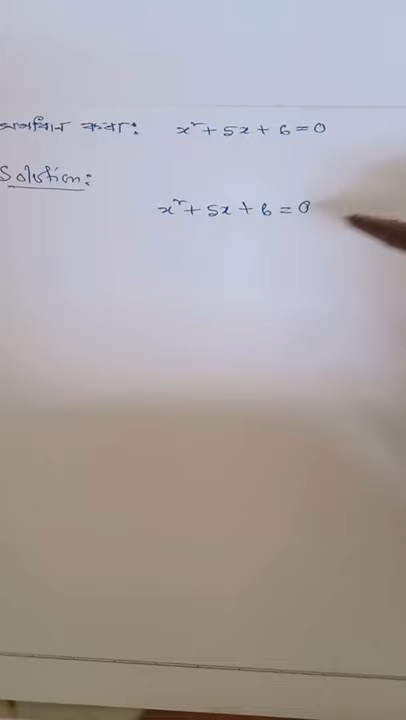 সমাধান করো: x² + 5x + 6 = 0
Solution:
x² + 5x + 6 = 0